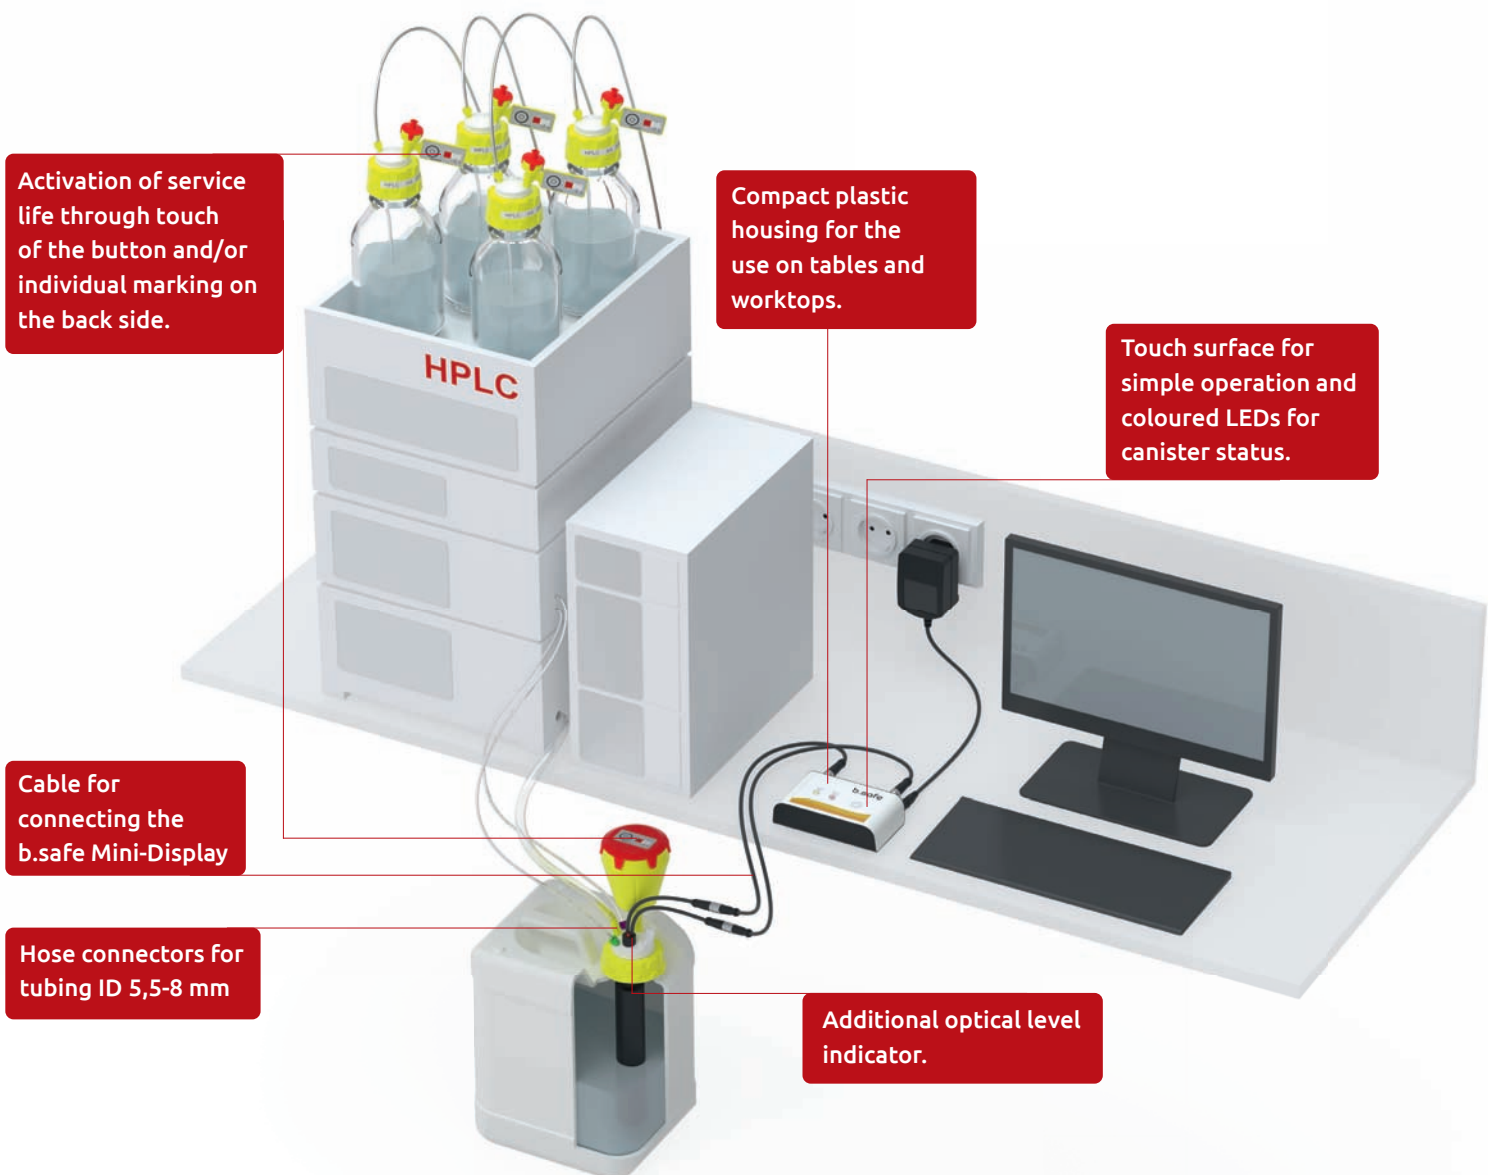 Activation of service
life through touch
of the button and/or
individual marking on
the back side.
Compact plastic
housing for the
use on tables and
worktops.
Touch surface for
simple operation and
coloured LEDs for
canister status.
HPLC
b.safe
Cable for
connecting the
b.safe Mini-Display
Hose connectors for
tubing ID 5,5-8 mm
Additional optical level
indicator.